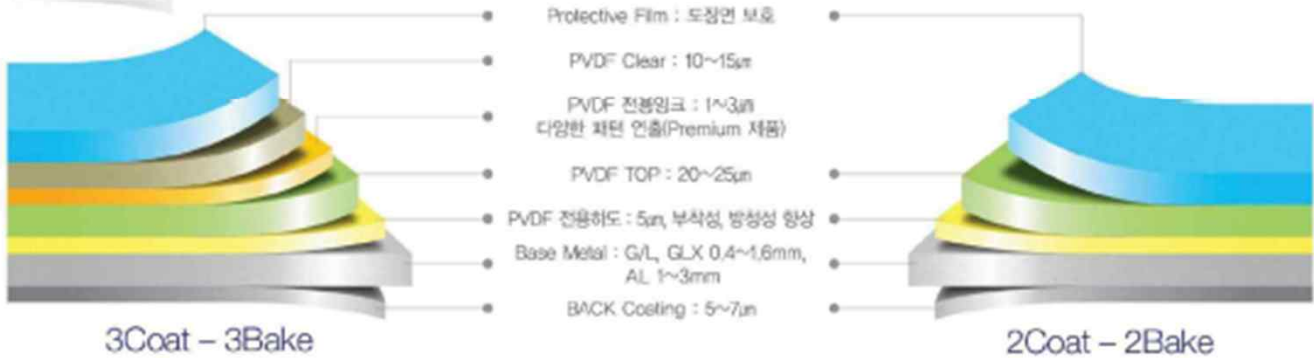 Protective Film : 도장면 보호
PVDF Clear : 10~15㎛
PVDF 전용잉크 : 1~3㎛
다양한 패턴 연출(Premium 제품)
PVDF TOP : 20~25㎛
PVDF 전용하도 : 5㎛, 부착성, 방청성 향상
Base Metal : G/L, GLX 0.4~1.6mm,
AL 1~3mm
BACK Coating : 5~7㎛
3Coat – 3Bake
2Coat – 2Bake